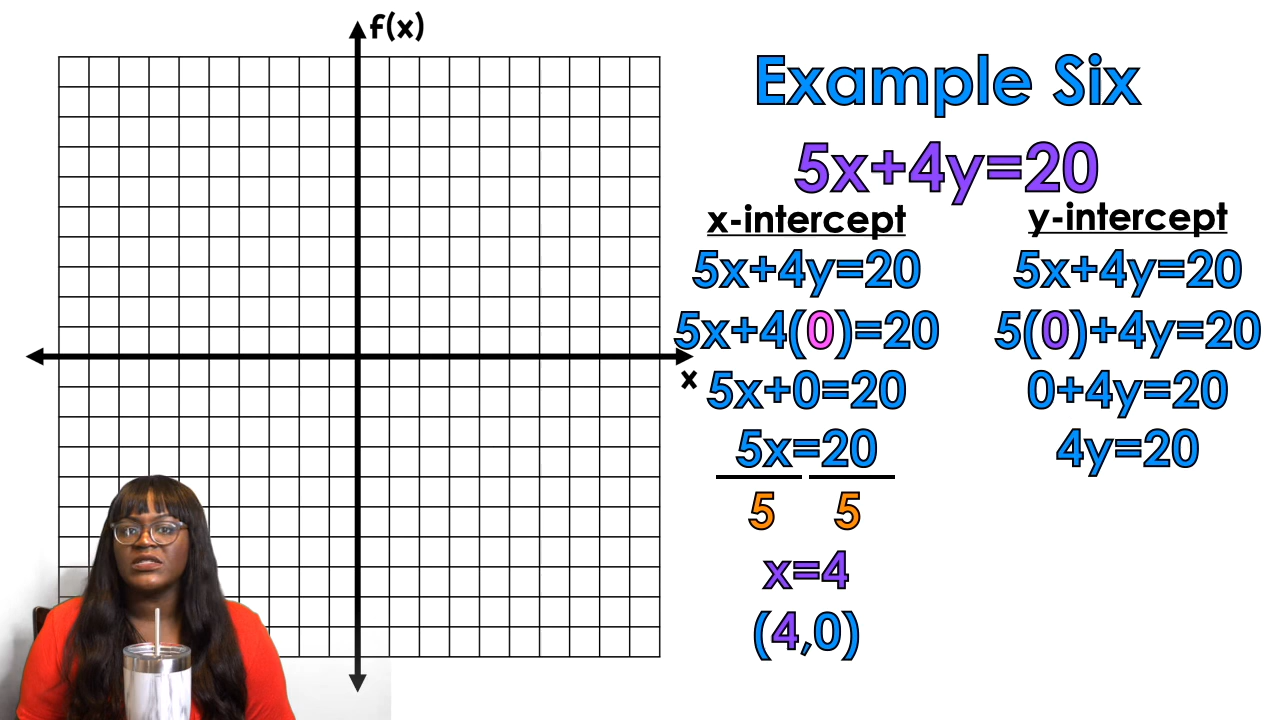 f(x)
x
Example Six
5x+4y=20
x-intercept
5x+4y=20
5x+4(0)=20
5x+0=20
5x=20
5 5
x=4
(4,0)
y-intercept
5x+4y=20
5(0)+4y=20
0+4y=20
4y=20